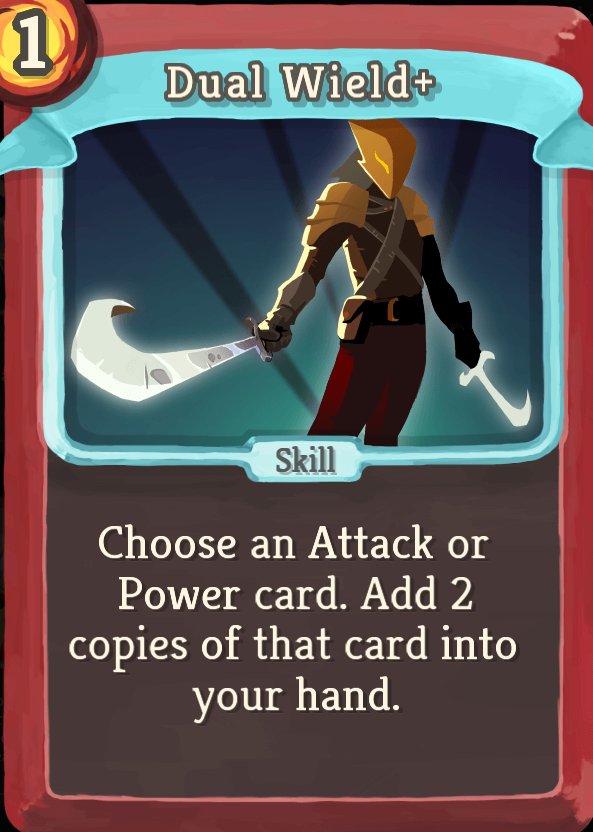 1
Dual Wield+
Skill
Choose an Attack or
Power card. Add 2
copies of that card into
your hand.